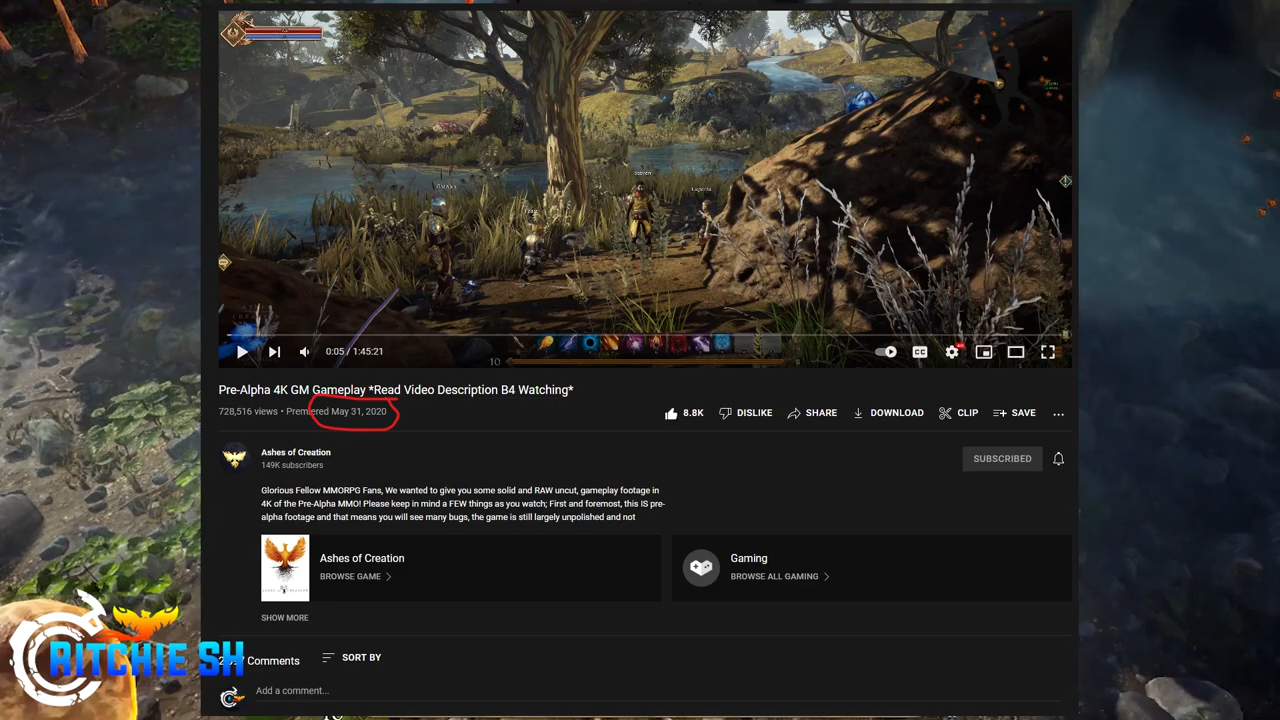 Steven
0:05 / 1:45:21
CC
4K
10
Pre-Alpha 4K GM Gameplay *Read Video Description B4 Watching*
728,516 views • Premiered May 31, 2020
8.8K
DISLIKE
SHARE
DOWNLOAD
CLIP
SAVE
...
Ashes of Creation
149K subscribers
SUBSCRIBED
Glorious Fellow MMORPG Fans, We wanted to give you some solid and RAW uncut, gameplay footage in
4K of the Pre-Alpha MMO! Please keep in mind a FEW things as you watch; First and foremost, this IS pre-
alpha footage and that means you will see many bugs, the game is still largely unpolished and not
Ashes of Creation
BROWSE GAME
Gaming
BROWSE ALL GAMING
SHOW MORE
RITCHIE SH
Comments
SORT BY
Add a comment...